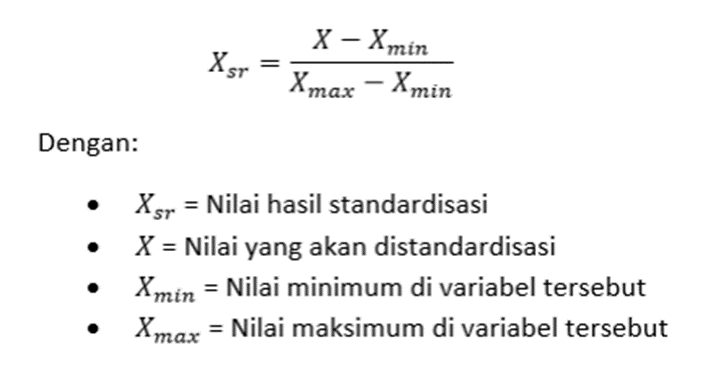 X_sr = (X − X_min) / (X_max − X_min)
Dengan:
• X_sr = Nilai hasil standardisasi
• X = Nilai yang akan distandardisasi
• X_min = Nilai minimum di variabel tersebut
• X_max = Nilai maksimum di variabel tersebut